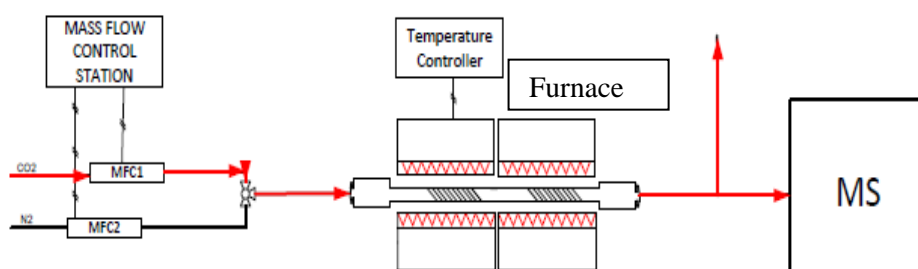 MASS FLOW
CONTROL
STATION
Temperature
Controller
Furnace
CO2
MFC1
N2
MFC2
MS